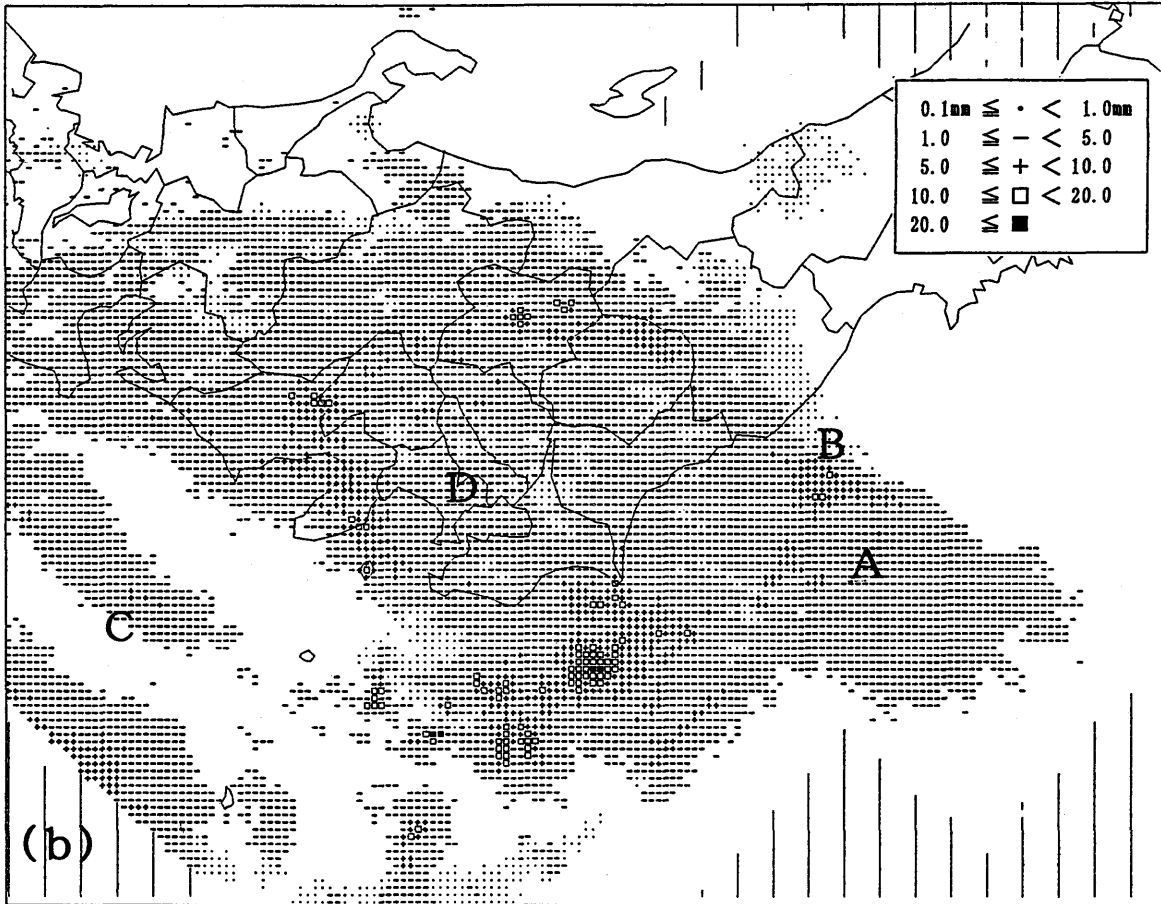 0.1mm ≦ · < 1.0mm
1.0 ≦ − < 5.0
5.0 ≦ + < 10.0
10.0 ≦ □ < 20.0
20.0 ≦ ■
B
D
A
C
(b)